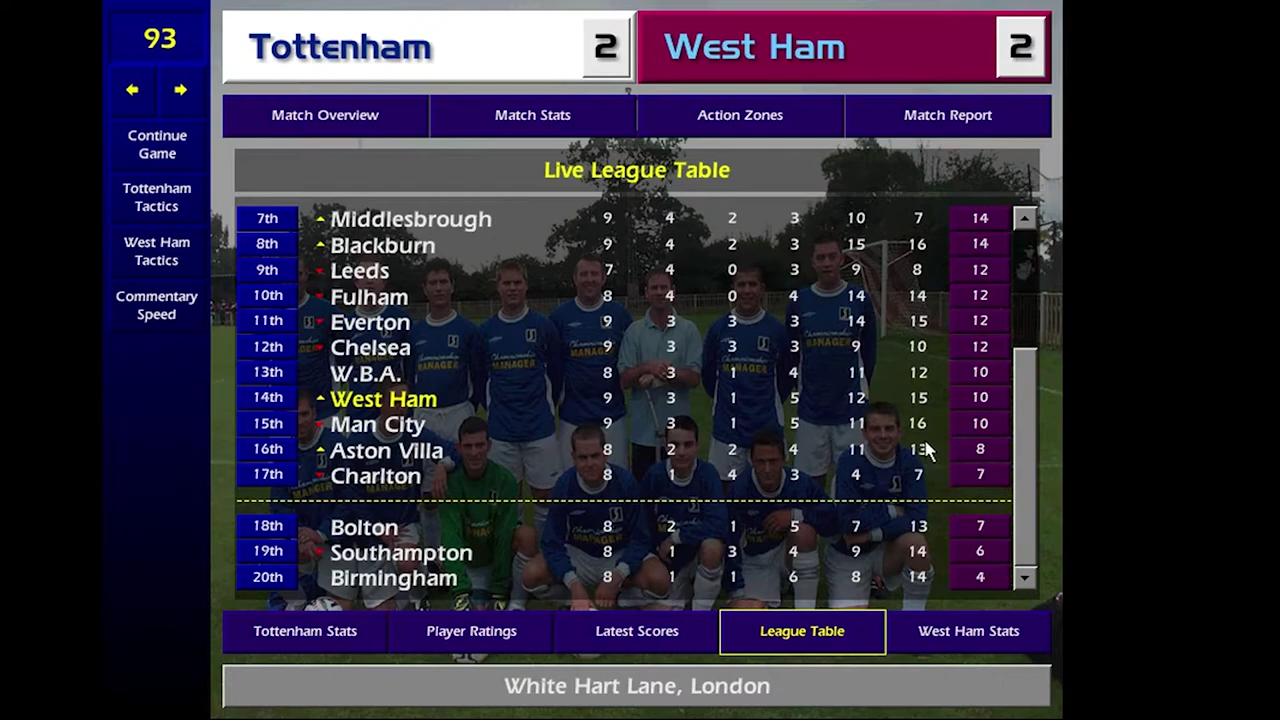 93
Tottenham 2 West Ham 2
Match Overview Match Stats Action Zones Match Report
Continue Game
Tottenham Tactics
West Ham Tactics
Commentary Speed
Live League Table
7th Middlesbrough 9 4 2 3 10 7 14
8th Blackburn 9 4 2 3 15 16 14
9th Leeds 7 4 0 3 9 8 12
10th Fulham 8 4 0 4 14 14 12
11th Everton 9 3 3 3 14 15 12
12th Chelsea 9 3 3 3 9 10 12
13th W.B.A. 8 3 1 4 11 12 10
14th West Ham 9 3 1 5 12 15 10
15th Man City 9 3 1 5 11 16 10
16th Aston Villa 8 2 2 4 11 13 8
17th Charlton 8 1 4 3 4 7 7
18th Bolton 8 2 1 5 7 13 7
19th Southampton 8 1 3 4 9 14 6
20th Birmingham 8 1 1 6 8 14 4
Tottenham Stats Player Ratings Latest Scores League Table West Ham Stats
White Hart Lane, London